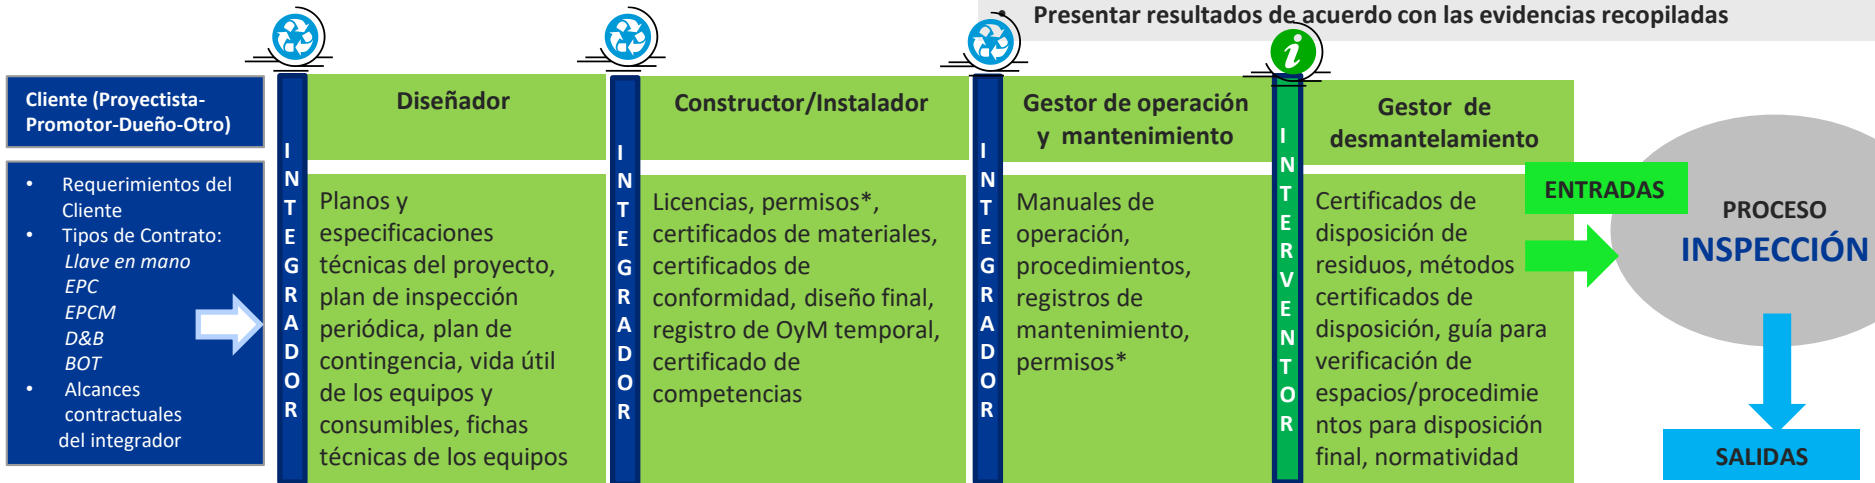 • Presentar resultados de acuerdo con las evidencias recopiladas
Cliente (Proyectista-
Promotor-Dueño-Otro)
• Requerimientos del
Cliente
• Tipos de Contrato:
Llave en mano
EPC
EPCM
D&B
BOT
• Alcances
contractuales
del integrador
INTEGRADOR
Diseñador
Planos y
especificaciones
técnicas del proyecto,
plan de inspección
periódica, plan de
contingencia, vida útil
de los equipos y
consumibles, fichas
técnicas de los equipos
INTEGRADOR
Constructor/Instalador
Licencias, permisos*,
certificados de materiales,
certificados de
conformidad, diseño final,
registro de OyM temporal,
certificado de
competencias
INTEGRADOR
Gestor de operación
y mantenimiento
Manuales de
operación,
procedimientos,
registros de
mantenimiento,
permisos*
i
INTERVENTOR
Gestor de
desmantelamiento
Certificados de
disposición de
residuos, métodos
certificados de
disposición, guía para
verificación de
espacios/procedimie
ntos para disposición
final, normatividad
ENTRADAS
PROCESO
INSPECCIÓN
SALIDAS